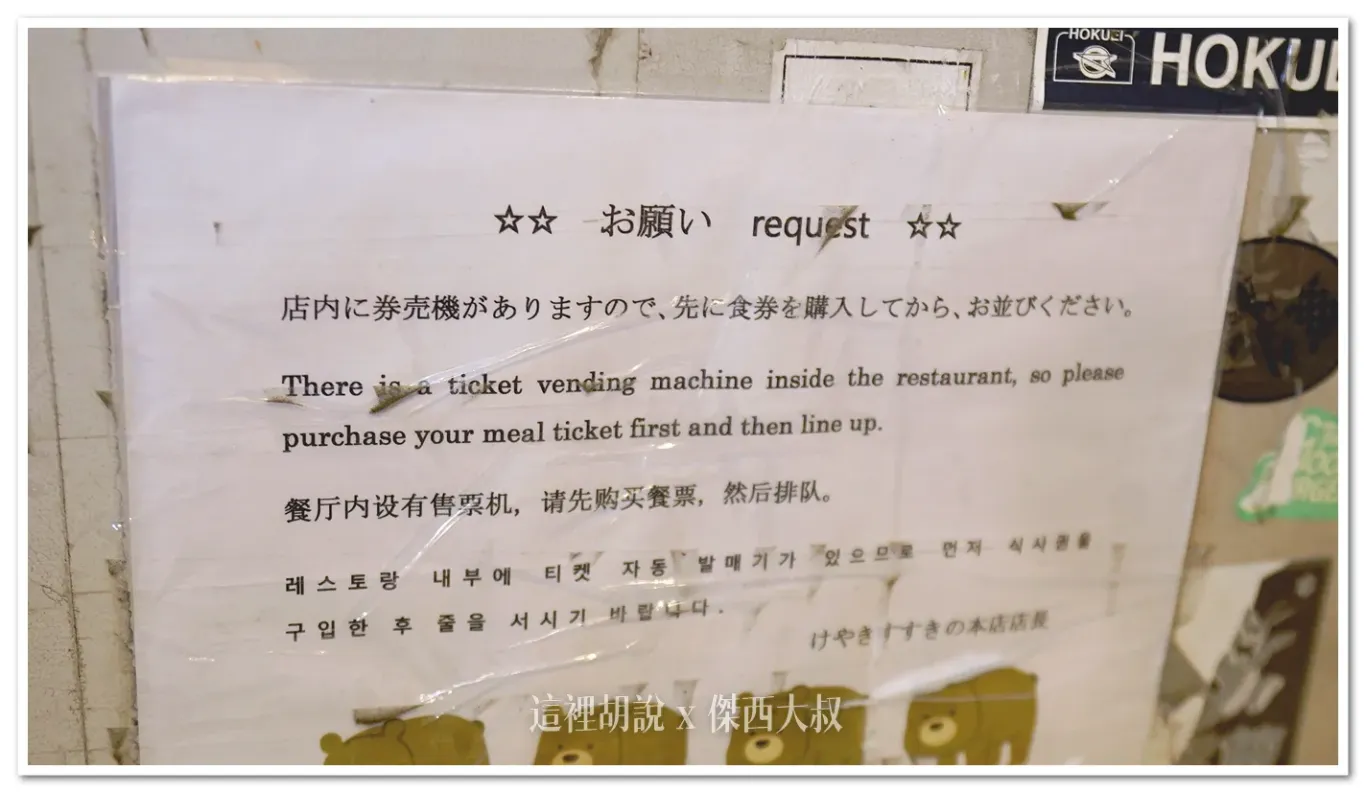 HOKUEI
HOKUE
☆☆ お願い request ☆☆
店内に券売機がありますので、先に食券を購入してから、お並びください。
There is a ticket vending machine inside the restaurant, so please
purchase your meal ticket first and then line up.
餐厅内设有售票机，请先购买餐票，然后排队。
레스토랑 내부에 티켓 자동 발매기가 있으므로 먼저 식사권을
구입한 후 줄을 서시기 바랍니다.
けやきすすきの本店店長
這裡胡說 x 傑西大叔